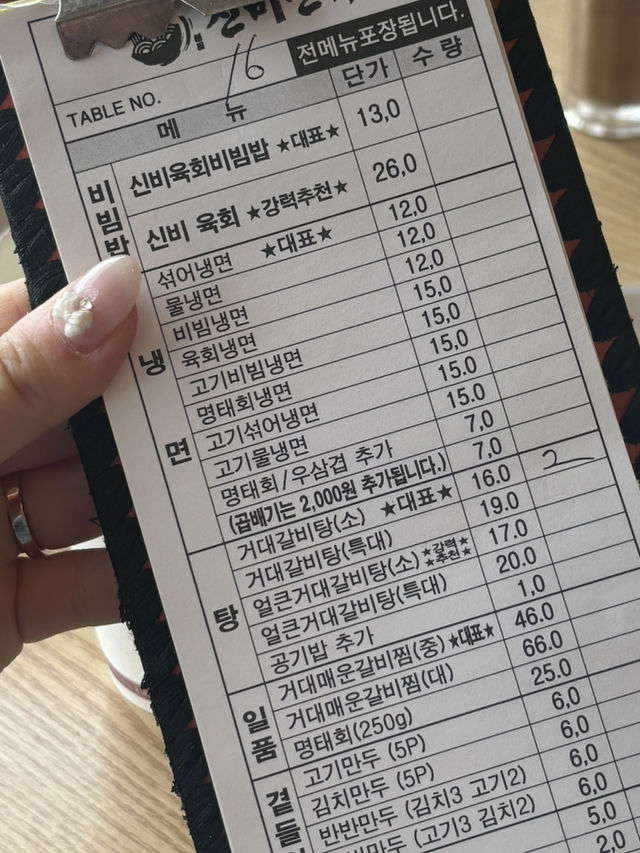 16
전메뉴포장됩니다.
TABLE NO.
메 뉴 단가 수량
비빔밥
신비육회비빔밥 ★대표★ 13,0
신비 육회 ★강력추천★ 26,0
냉면
섞어냉면 ★대표★ 12,0
물냉면 12,0
비빔냉면 12,0
육회냉면 15,0
고기비빔냉면 15,0
명태회냉면 15,0
고기섞어냉면 15,0
고기물냉면 15,0
명태회/우삼겹 추가 7,0
(곱빼기는 2,000원 추가됩니다.) 7,0
탕
거대갈비탕(소) ★대표★ 16.0 2
거대갈비탕(특대) 19.0
얼큰거대갈비탕(소) ★강력★ ★추천★ 17.0
얼큰거대갈비탕(특대) 20.0
공기밥 추가 1,0
일품
거대매운갈비찜(중) ★대표★ 46.0
거대매운갈비찜(대) 66.0
명태회(250g) 25.0
곁들
고기만두 (5P) 6,0
김치만두 (5P) 6,0
반반만두 (김치3 고기2) 6,0
만두 (고기3 김치2) 6,0
5,0
2,0